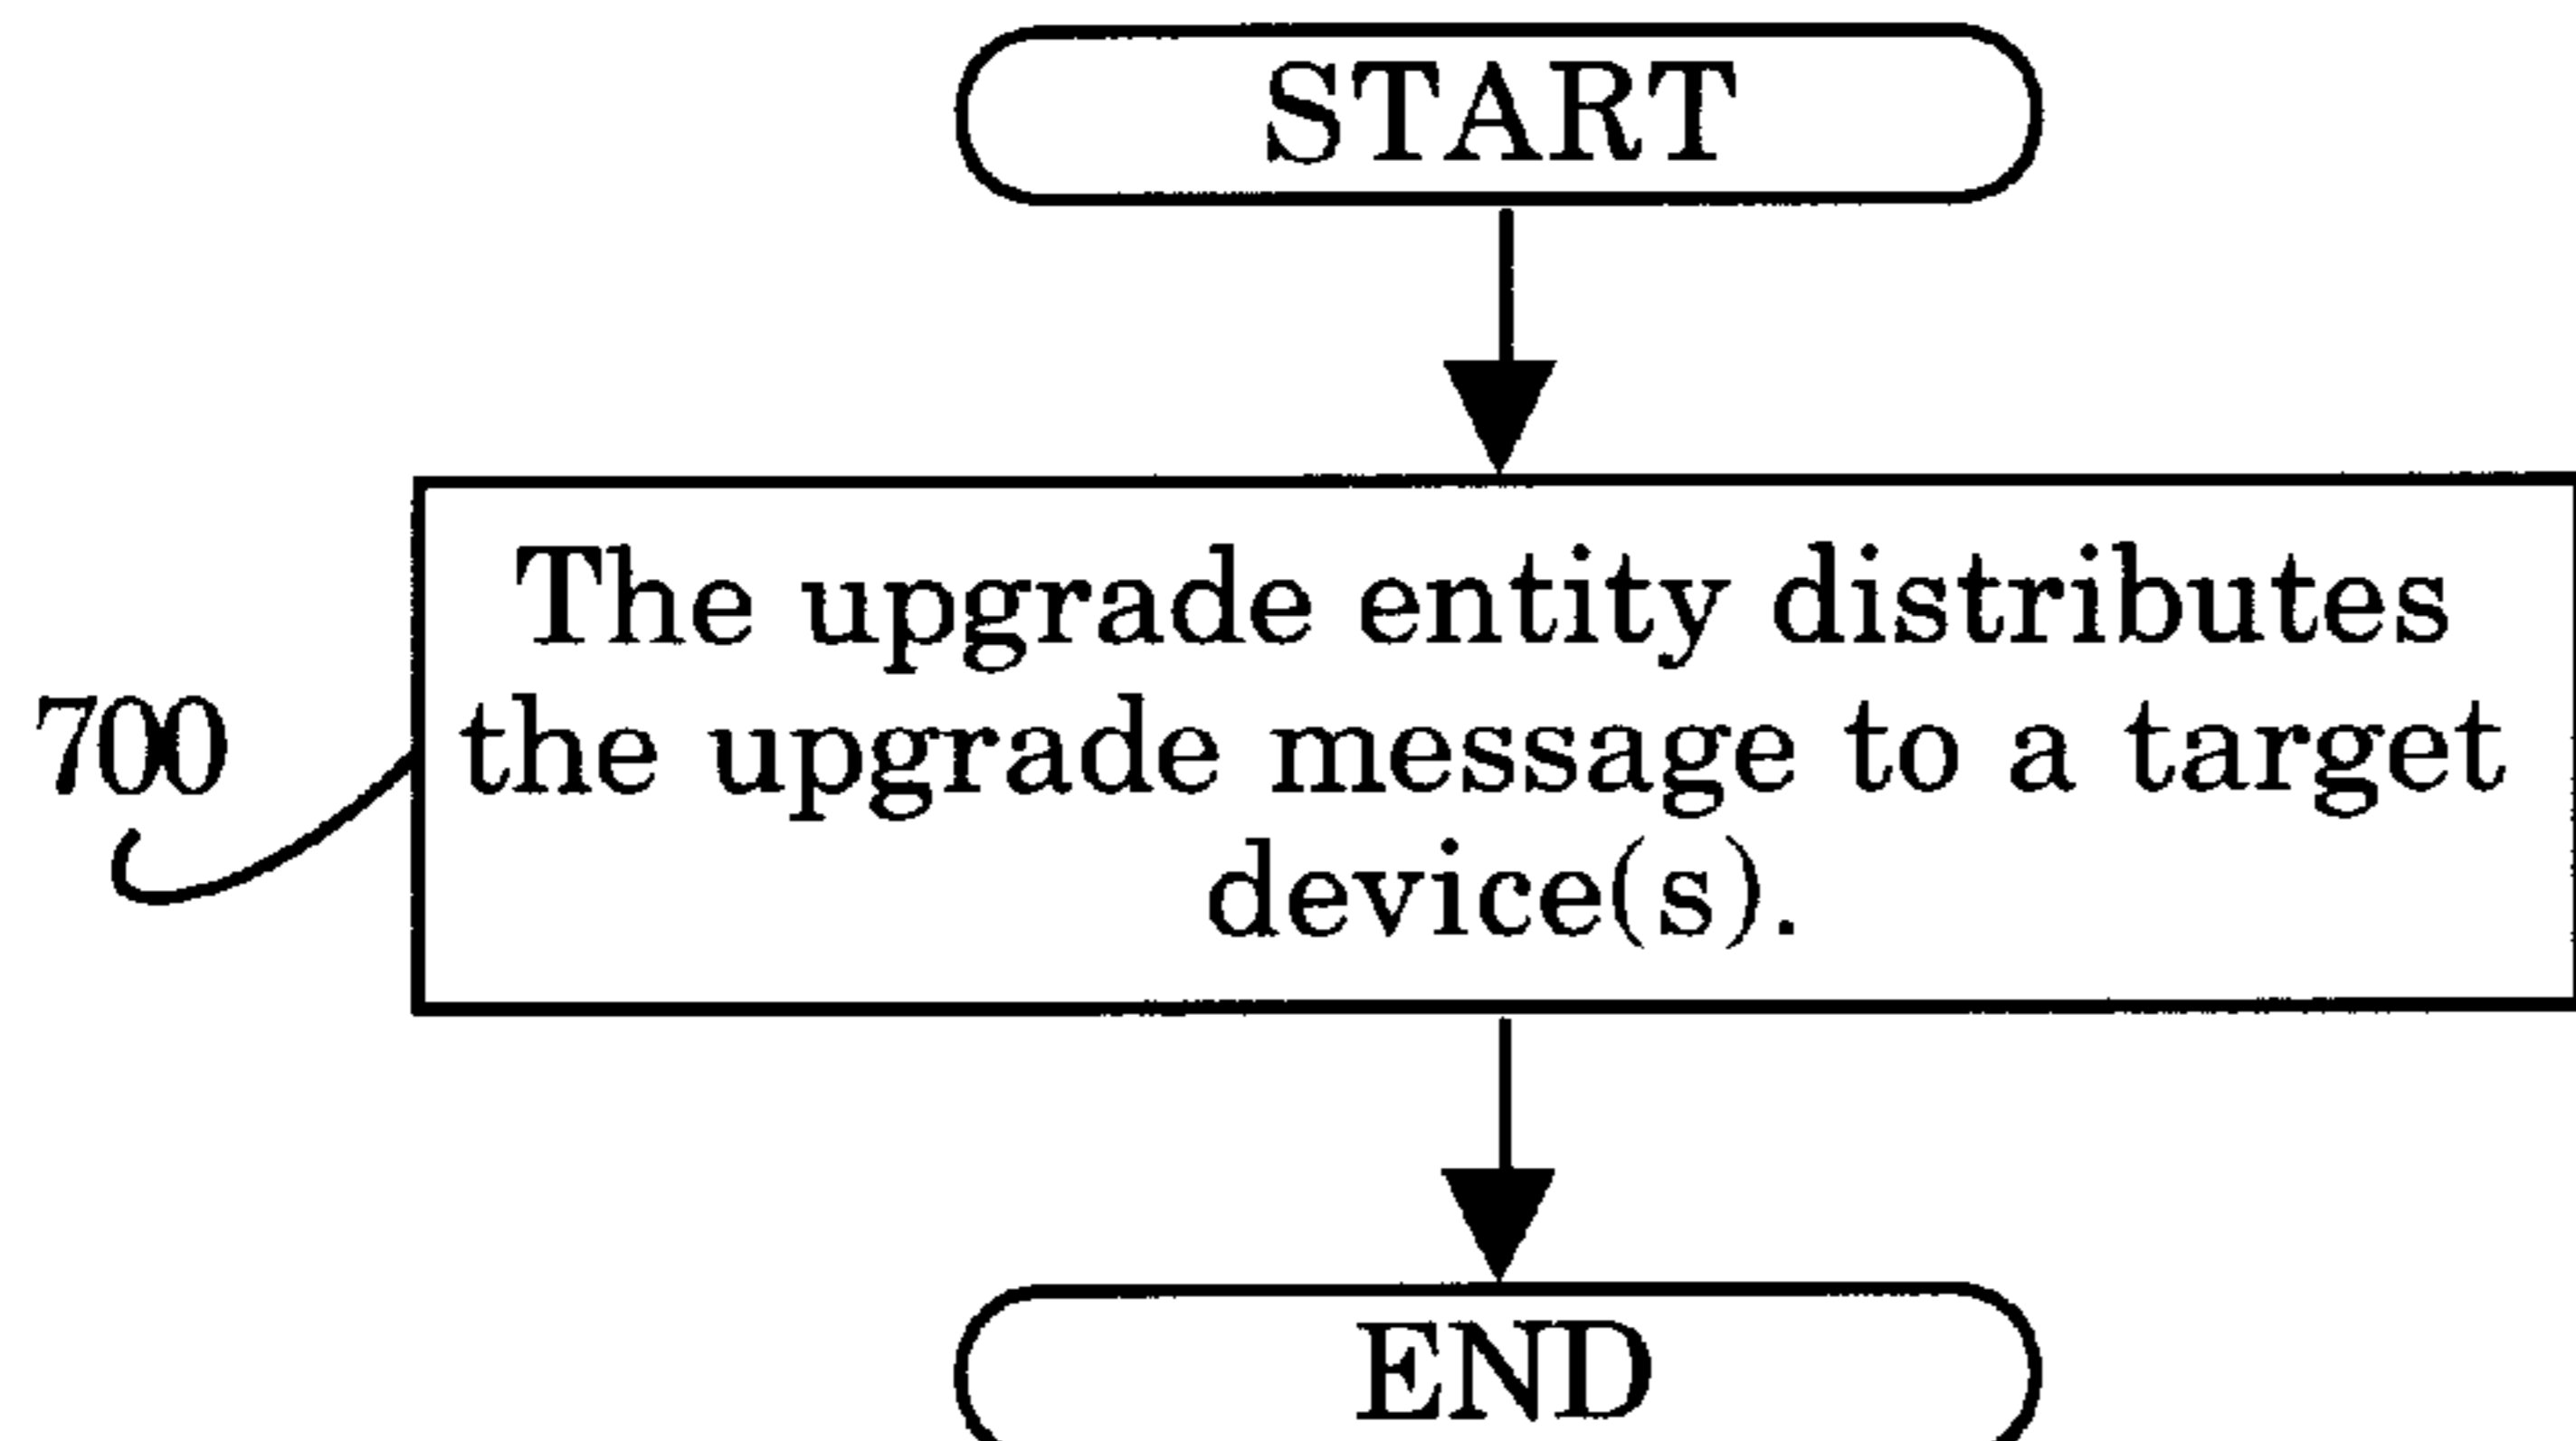 START
The upgrade entity distributes
the upgrade message to a target
device(s).
700
END